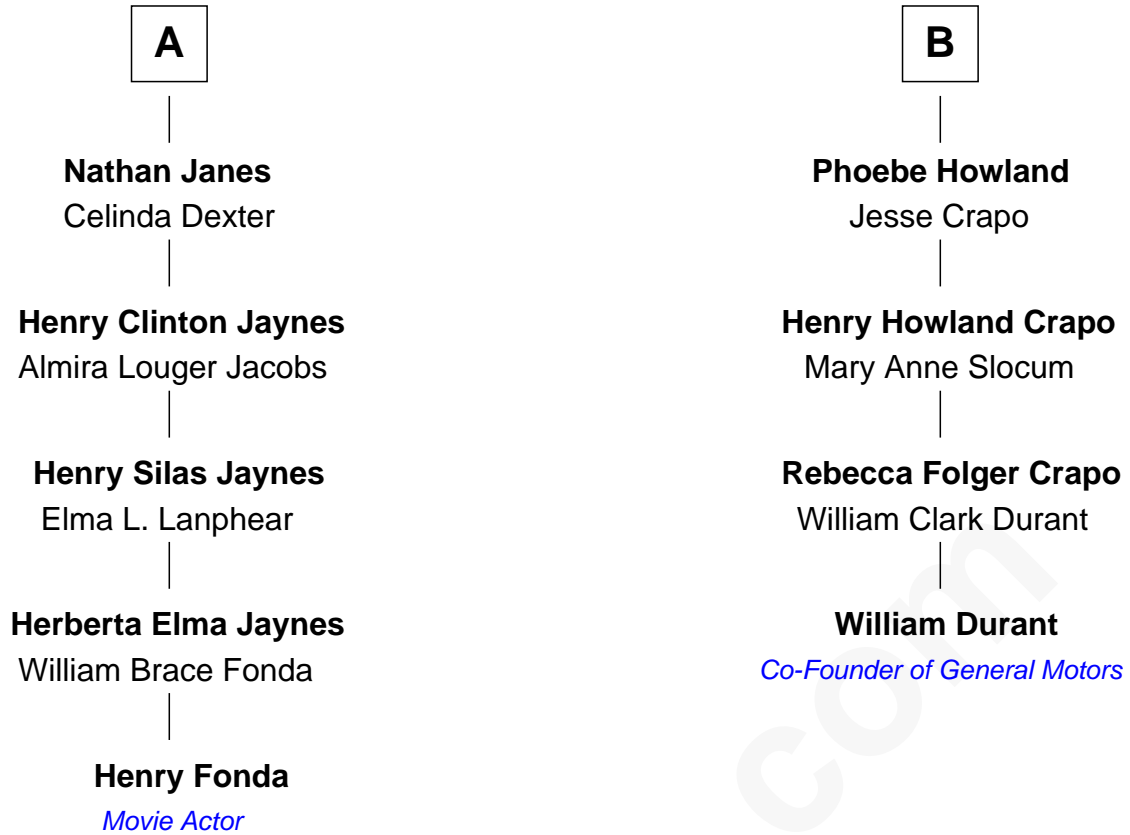 A
Nathan Janes
Celinda Dexter
Henry Clinton Jaynes
Almira Louger Jacobs
Henry Silas Jaynes
Elma L. Lanphear
Herberta Elma Jaynes
William Brace Fonda
Henry Fonda
Movie Actor
B
Phoebe Howland
Jesse Crapo
Henry Howland Crapo
Mary Anne Slocum
Rebecca Folger Crapo
William Clark Durant
William Durant
Co-Founder of General Motors
com